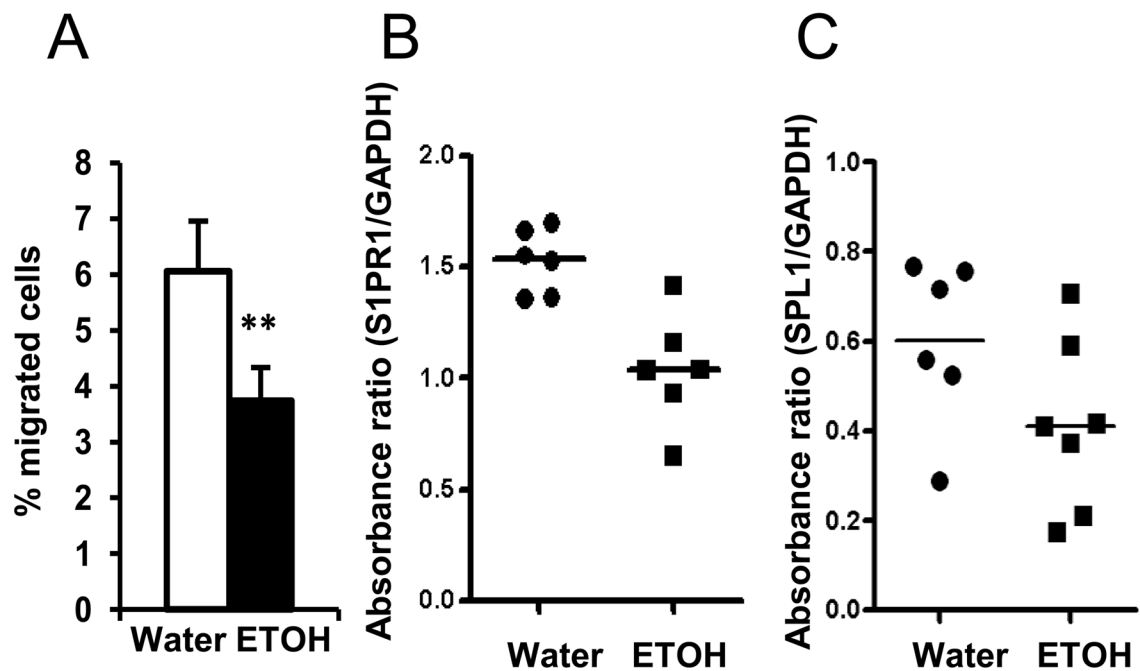 A
% migrated cells
8
7
6
5
4
3
2
1
0
**
Water ETOH
B
Absorbance ratio (S1PR1/GAPDH)
2.0
1.5
1.0
0.5
0.0
Water ETOH
C
Absorbance ratio (SPL1/GAPDH)
1.0
0.8
0.6
0.4
0.2
0.0
Water ETOH